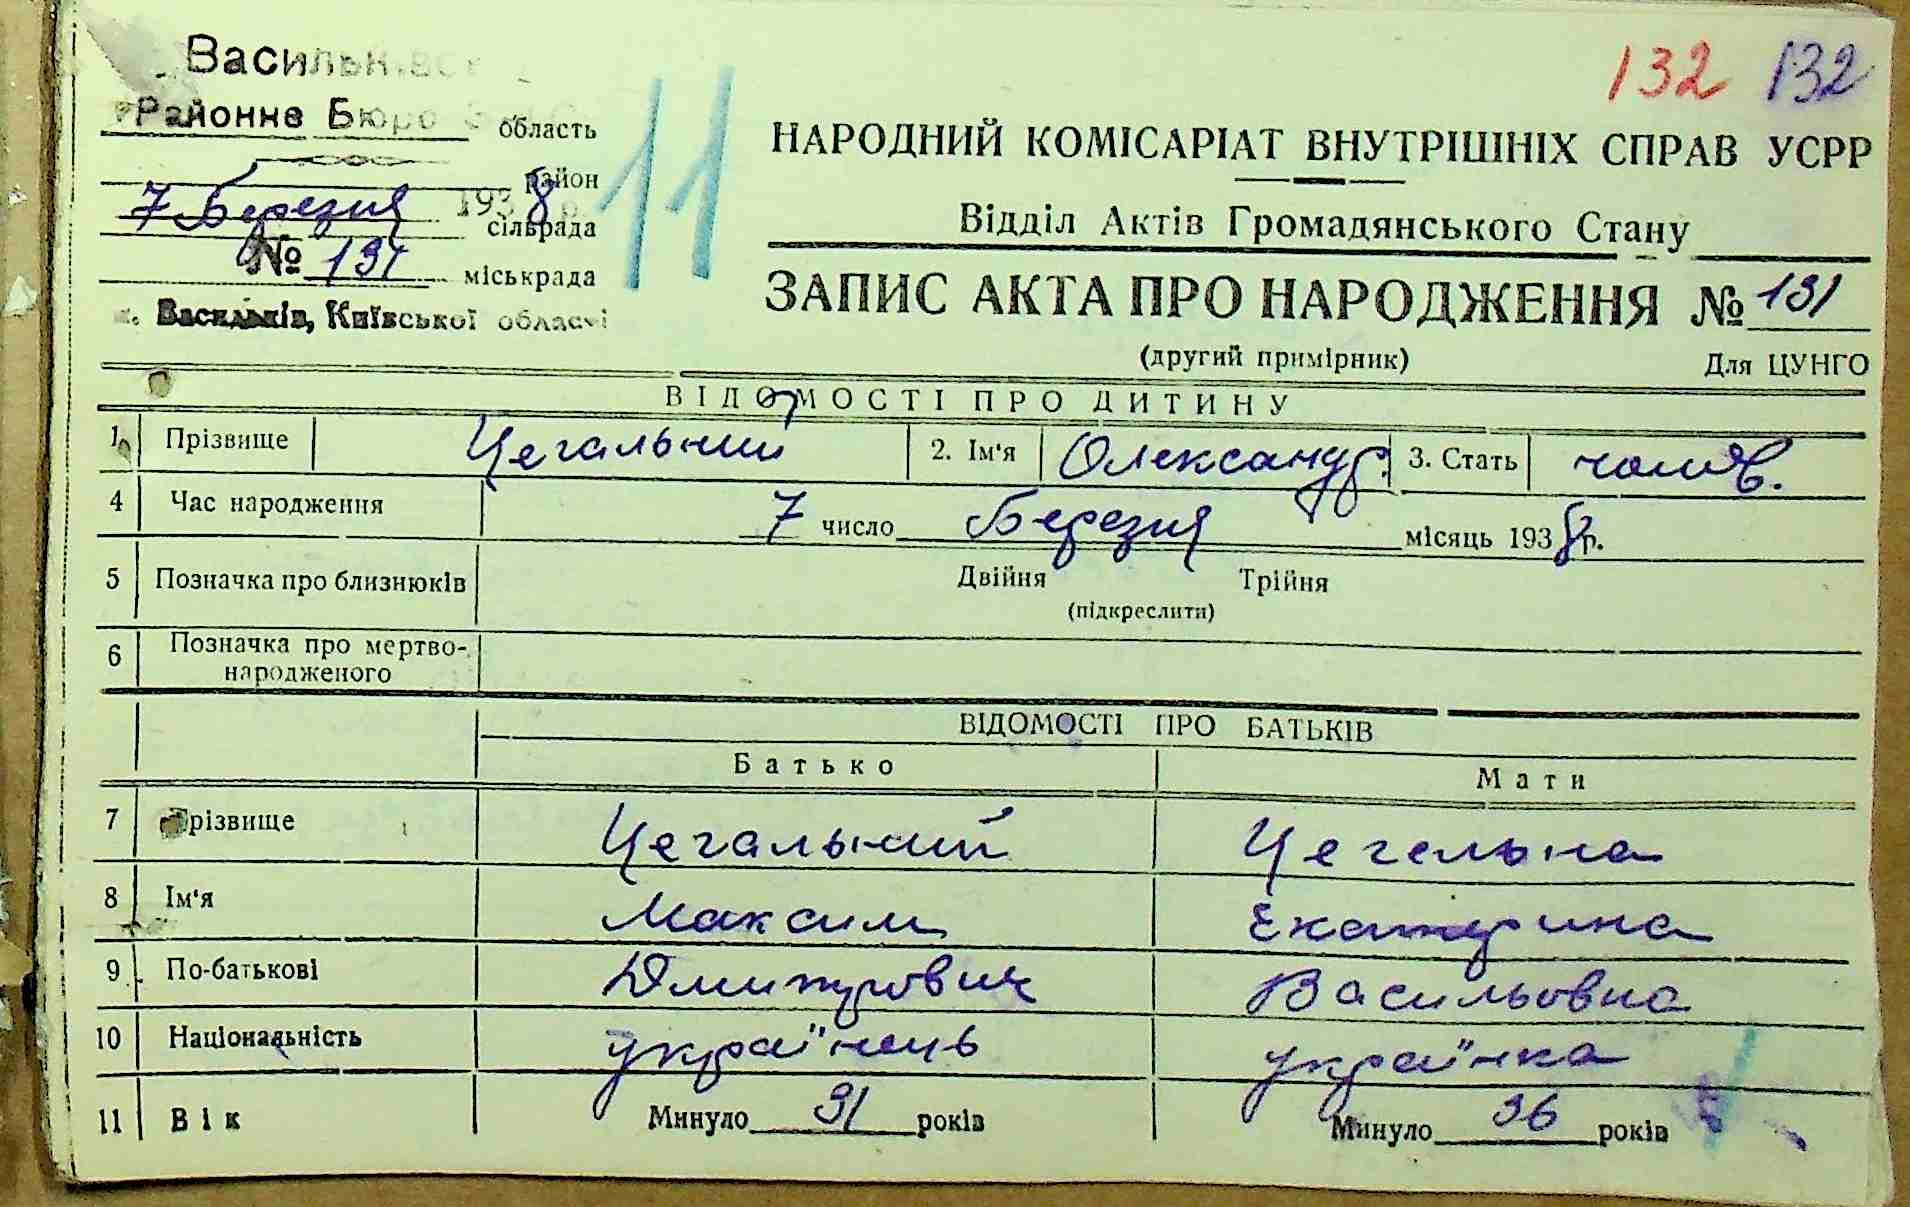 132 132
Васильк
Районне Бюро
область
район
7 Березня 1938 р.
сільрада
№ 131 міськрада
м. Васильків, Київської області
11
НАРОДНИЙ КОМІСАРІАТ ВНУТРІШНІХ СПРАВ УСРР
Відділ Актів Громадянського Стану
ЗАПИС АКТА ПРО НАРОДЖЕННЯ № 131
(другий примірник) Для ЦУНГО
ВІДОМОСТІ ПРО ДИТИНУ
1 Прізвище Цегальний 2. Ім'я Олександр. 3. Стать чолов.
4 Час народження 7 число Березня місяць 1938 р.
5 Позначка про близнюків Двійня Трійня
(підкреслити)
6 Позначка про мертво-
народженого
ВІДОМОСТІ ПРО БАТЬКІВ
Батько Мати
7 Прізвище Цегальний Цегельна
8 Ім'я Максим Екатерина
9 По-батькові Дмитрович Васильовна
10 Національність українець українка
11 Вік Минуло 31 років Минуло 36 років